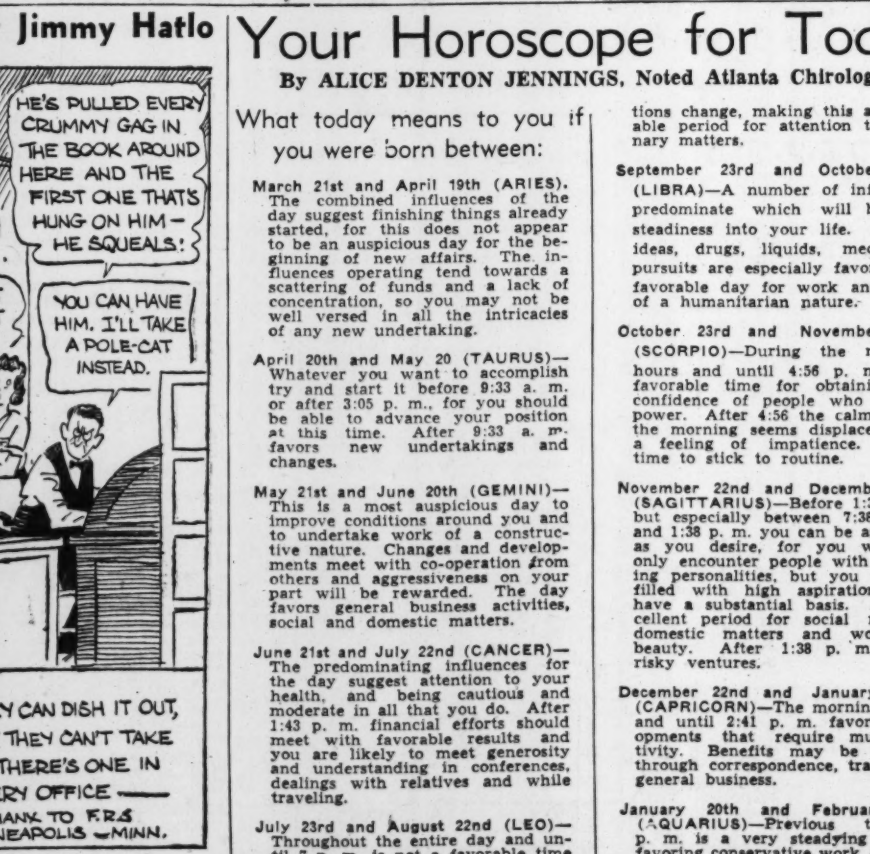 Jimmy Hatlo
HE'S PULLED EVERY
CRUMMY GAG IN
THE BOOK AROUND
HERE AND THE
FIRST ONE THAT'S
HUNG ON HIM—
HE SQUEALS!
YOU CAN HAVE
HIM. I'LL TAKE
A POLE-CAT
INSTEAD.
CAN DISH IT OUT,
THEY CAN'T TAKE
THERE'S ONE IN
OFFICE —
TO F.R.S
—MINN.
Your Horoscope for
By ALICE DENTON JENNINGS, Noted Atlanta
What today means to you if
you were born between:
March 21st and April 19th (ARIES).
The combined influences of the
day suggest finishing things already
started, for this does not appear
to be an auspicious day for the be-
ginning of new affairs. The in-
fluences operating tend towards a
scattering of funds and a lack of
concentration, so you may not be
well versed in all the intricacies
of any new undertaking.
April 20th and May 20 (TAURUS)—
Whatever you want to accomplish
try and start it before 9:33 a. m.
or after 3:05 p. m., for you should
be able to advance your position
at this time. After 9:33 a. m.
favors new undertakings and
changes.
May 21st and June 20th (GEMINI)—
This is a most auspicious day to
improve conditions around you and
to undertake work of a construc-
tive nature. Changes and develop-
ments meet with co-operation from
others and aggressiveness on your
part will be rewarded. The day
favors general business activities,
social and domestic matters.
June 21st and July 22nd (CANCER)—
The predominating influences for
the day suggest attention to your
health, and being cautious and
moderate in all that you do. After
1:43 p. m. financial efforts should
meet with favorable results and
you are likely to meet generosity
and understanding in conferences,
dealings with relatives and while
traveling.
July 23rd and August 22nd (LEO)—
Throughout the entire day and un-
tions change, making this
able period for attention
nary matters.
September 23rd and
(LIBRA)—A number of
predominate which will
steadiness into your life.
ideas, drugs, liquids,
pursuits are especially
favorable day for work
of a humanitarian nature.
October 23rd and
(SCORPIO)—During the
hours and until 4:56 p.
favorable time for
confidence of people who
power. After 4:56 the calm
the morning seems
a feeling of impatience.
time to stick to routine.
November 22nd and
(SAGITTARIUS)—Before
but especially between
and 1:38 p. m. you can be
as you desire, for you
only encounter people with
ing personalities, but you
filled with high
have a substantial basis.
cellent period for social
domestic matters and
beauty. After 1:38 p. m.
risky ventures.
December 22nd and January
(CAPRICORN)—The
and until 2:41 p. m.
opments that require
tivity. Benefits may be
through correspondence,
general business.
January 20th and
(AQUARIUS)—Previous
p. m. is a very steadying